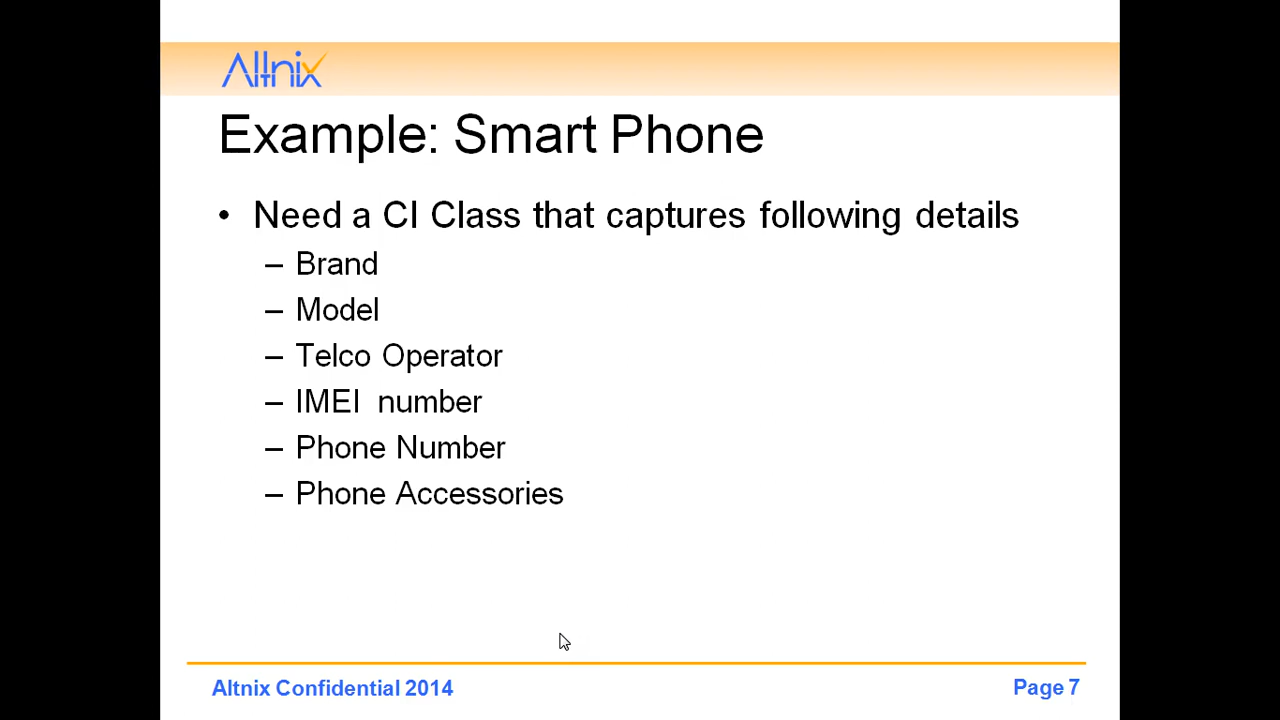 Altnix
Example: Smart Phone
• Need a CI Class that captures following details
– Brand
– Model
– Telco Operator
– IMEI number
– Phone Number
– Phone Accessories
Altnix Confidential 2014
Page 7